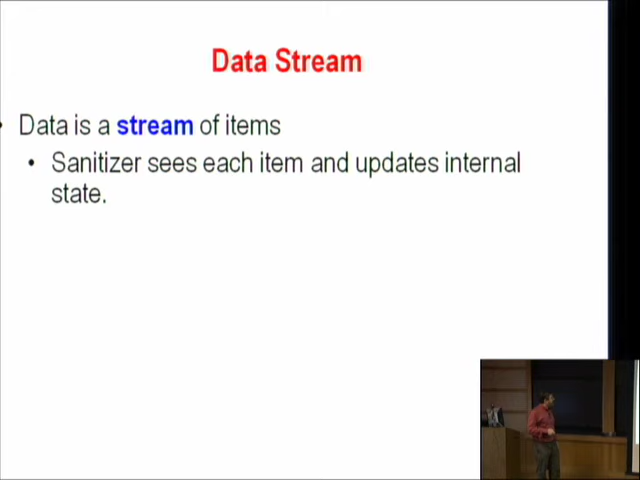 Data Stream
• Data is a stream of items
• Sanitizer sees each item and updates internal
state.